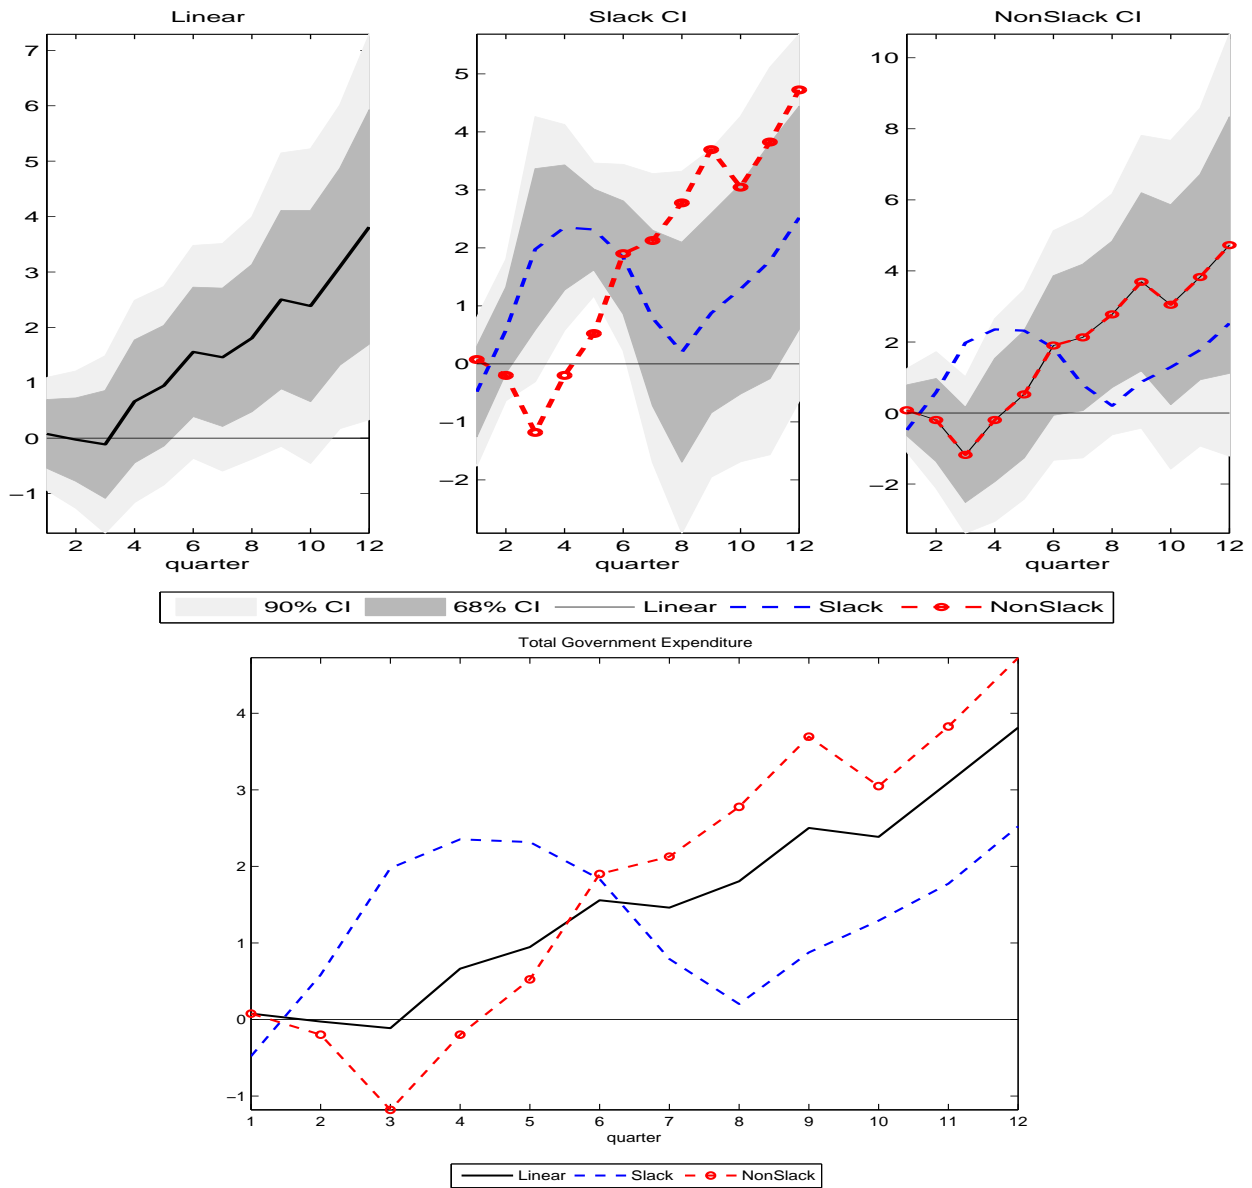 Linear
7
6
5
4
3
2
1
0
−1
2 4 6 8 10 12
quarter
Slack CI
5
4
3
2
1
0
−1
−2
2 4 6 8 10 12
quarter
NonSlack CI
10
8
6
4
2
0
−2
2 4 6 8 10 12
quarter
90% CI 68% CI Linear Slack NonSlack
Total Government Expenditure
4
3
2
1
0
−1
1 2 3 4 5 6 7 8 9 10 11 12
quarter
Linear Slack NonSlack